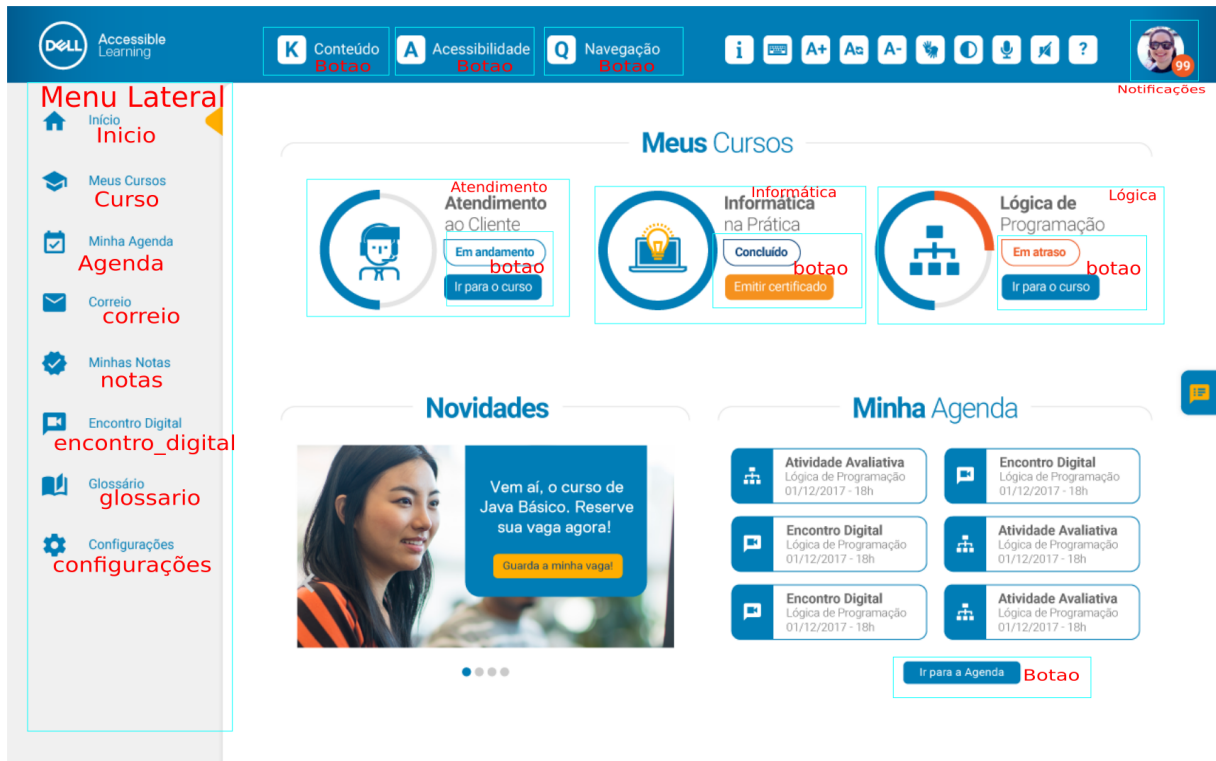 DELL
Accessible
Learning
K Conteúdo
Botao
A Acessibilidade
Botao
Q Navegação
Botao
i A+ A A- ?
99
Notificações
Menu Lateral
Início
Inicio
Meus Cursos
Curso
Minha Agenda
Agenda
Correio
correio
Minhas Notas
notas
Encontro Digital
encontro_digital
Glossário
glossario
Configurações
configurações
Meus Cursos
Atendimento
Atendimento
ao Cliente
Em andamento
botao
Ir para o curso
Informática
Informática
na Prática
Concluído
botao
Emitir certificado
Lógica
Lógica de
Programação
Em atraso
botao
Ir para o curso
Novidades
Vem aí, o curso de
Java Básico. Reserve
sua vaga agora!
Guarda a minha vaga!
Minha Agenda
Atividade Avaliativa
Lógica de Programação
01/12/2017 - 18h
Encontro Digital
Lógica de Programação
01/12/2017 - 18h
Encontro Digital
Lógica de Programação
01/12/2017 - 18h
Atividade Avaliativa
Lógica de Programação
01/12/2017 - 18h
Encontro Digital
Lógica de Programação
01/12/2017 - 18h
Atividade Avaliativa
Lógica de Programação
01/12/2017 - 18h
Ir para a Agenda
Botao